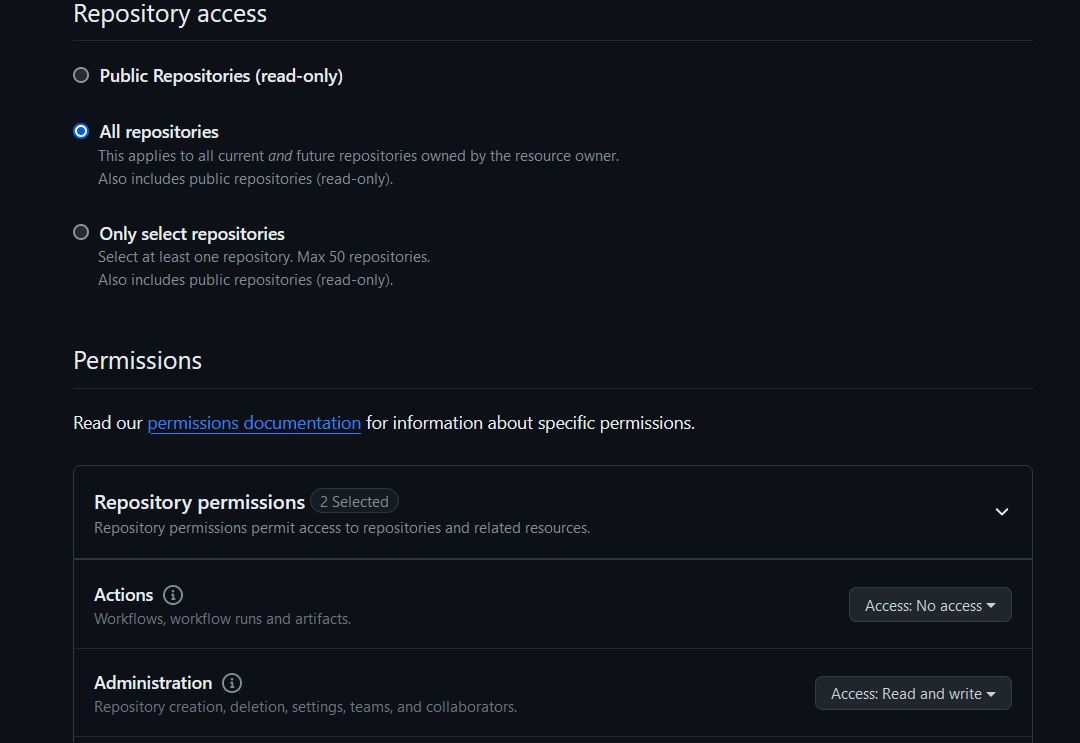 Repository access
Public Repositories (read-only)
All repositories
This applies to all current and future repositories owned by the resource owner.
Also includes public repositories (read-only).
Only select repositories
Select at least one repository. Max 50 repositories.
Also includes public repositories (read-only).
Permissions
Read our permissions documentation for information about specific permissions.
Repository permissions 2 Selected
Repository permissions permit access to repositories and related resources.
Actions
Access: No access
Workflows, workflow runs and artifacts.
Administration
Access: Read and write
Repository creation, deletion, settings, teams, and collaborators.